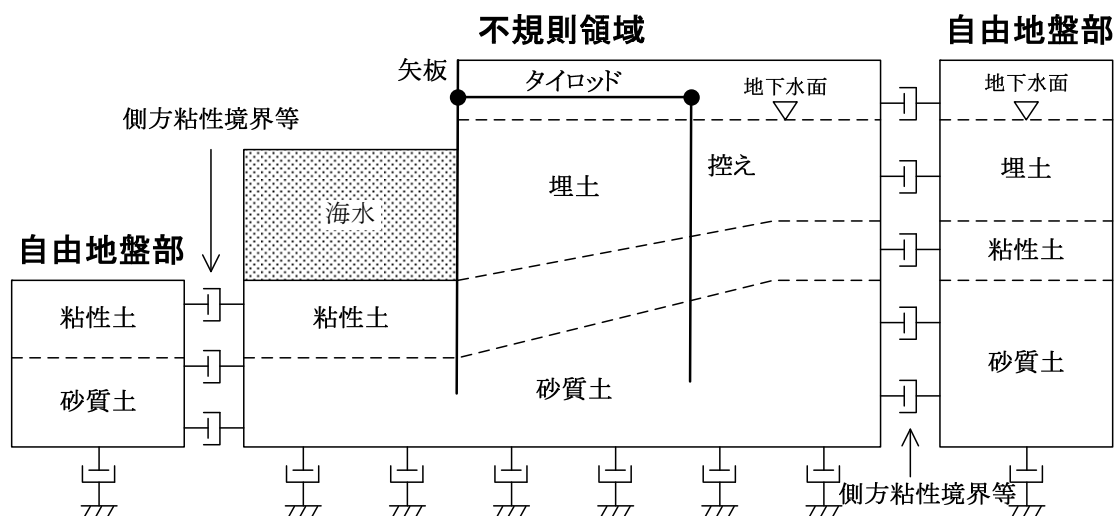 不規則領域
自由地盤部
矢板
タイロッド
地下水面
地下水面
側方粘性境界等
控え
埋土
埋土
海水
自由地盤部
粘性土
粘性土
粘性土
砂質土
砂質土
砂質土
側方粘性境界等